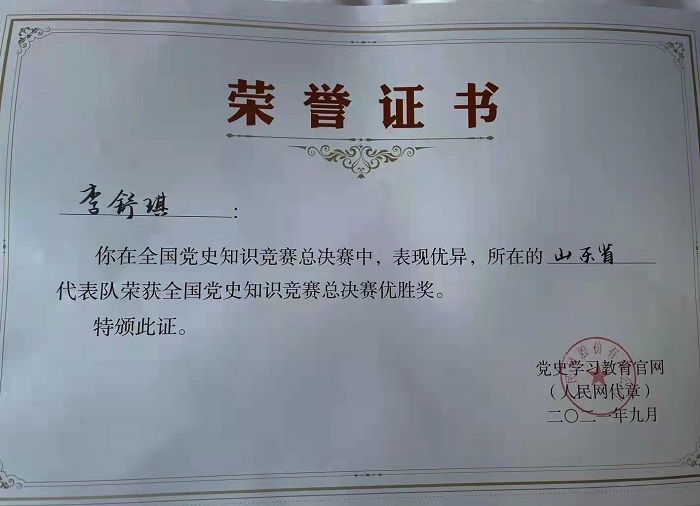 荣誉证书
李舒琪：
你在全国党史知识竞赛总决赛中，表现优异，所在的山东省
代表队荣获全国党史知识竞赛总决赛优胜奖。
特颁此证。
党史学习教育官网
（人民网代章）
二〇二一年九月